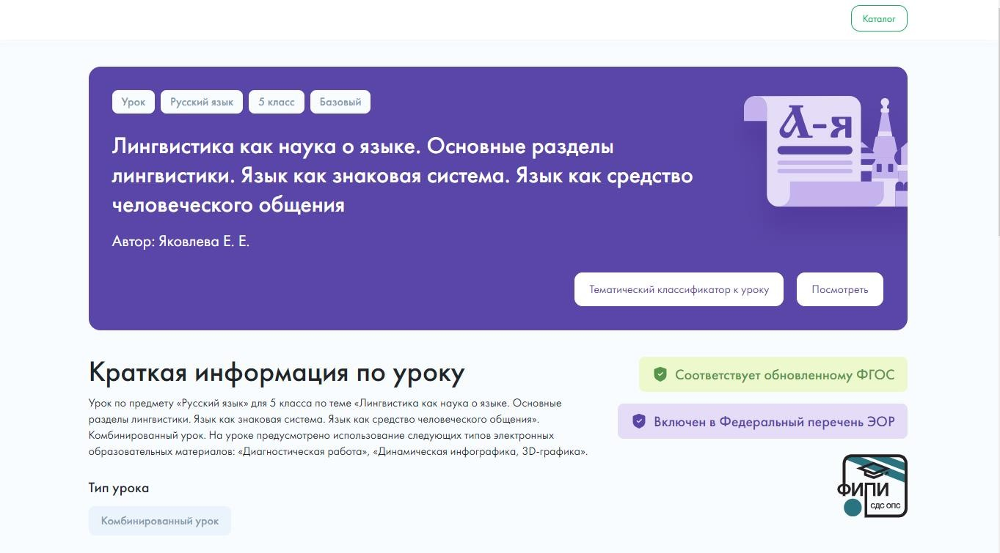 Каталог
Урок
Русский язык
5 класс
Базовый
А-я
Лингвистика как наука о языке. Основные разделы
лингвистики. Язык как знаковая система. Язык как средство
человеческого общения
Автор: Яковлева Е. Е.
Тематический классификатор к уроку
Посмотреть
Краткая информация по уроку
Урок по предмету «Русский язык» для 5 класса по теме «Лингвистика как наука о языке. Основные
разделы лингвистики. Язык как знаковая система. Язык как средство человеческого общения».
Комбинированный урок. На уроке предусмотрено использование следующих типов электронных
образовательных материалов: «Диагностическая работа», «Динамическая инфографика, 3D-графика».
Тип урока
Комбинированный урок
Соответствует обновленному ФГОС
Включен в Федеральный перечень ЭОР
ФИПИ
СДС ОПС